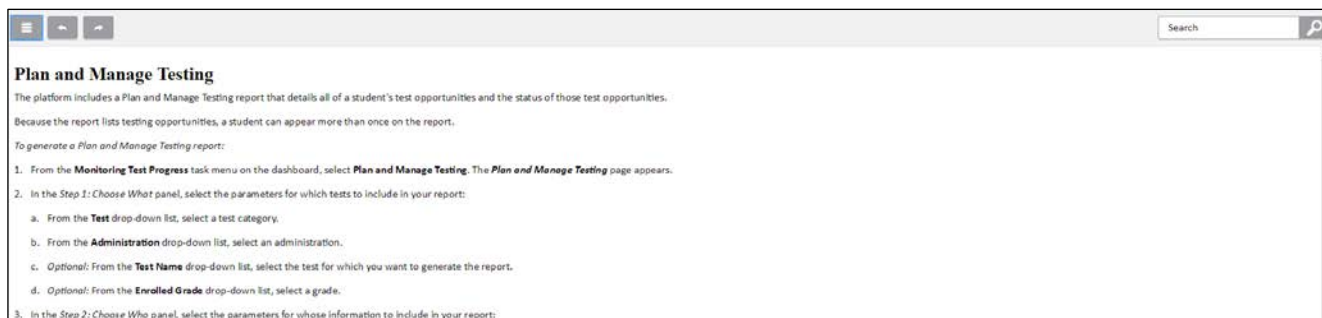 Search
Plan and Manage Testing
The platform includes a Plan and Manage Testing report that details all of a student's test opportunities and the status of those test opportunities.
Because the report lists testing opportunities, a student can appear more than once on the report.
To generate a Plan and Manage Testing report:
1. From the Monitoring Test Progress task menu on the dashboard, select Plan and Manage Testing. The Plan and Manage Testing page appears.
2. In the Step 1: Choose What panel, select the parameters for which tests to include in your report:
a. From the Test drop-down list, select a test category.
b. From the Administration drop-down list, select an administration.
c. Optional: From the Test Name drop-down list, select the test for which you want to generate the report.
d. Optional: From the Enrolled Grade drop-down list, select a grade.
3. In the Step 2: Choose Who panel, select the parameters for whose information to include in your report: